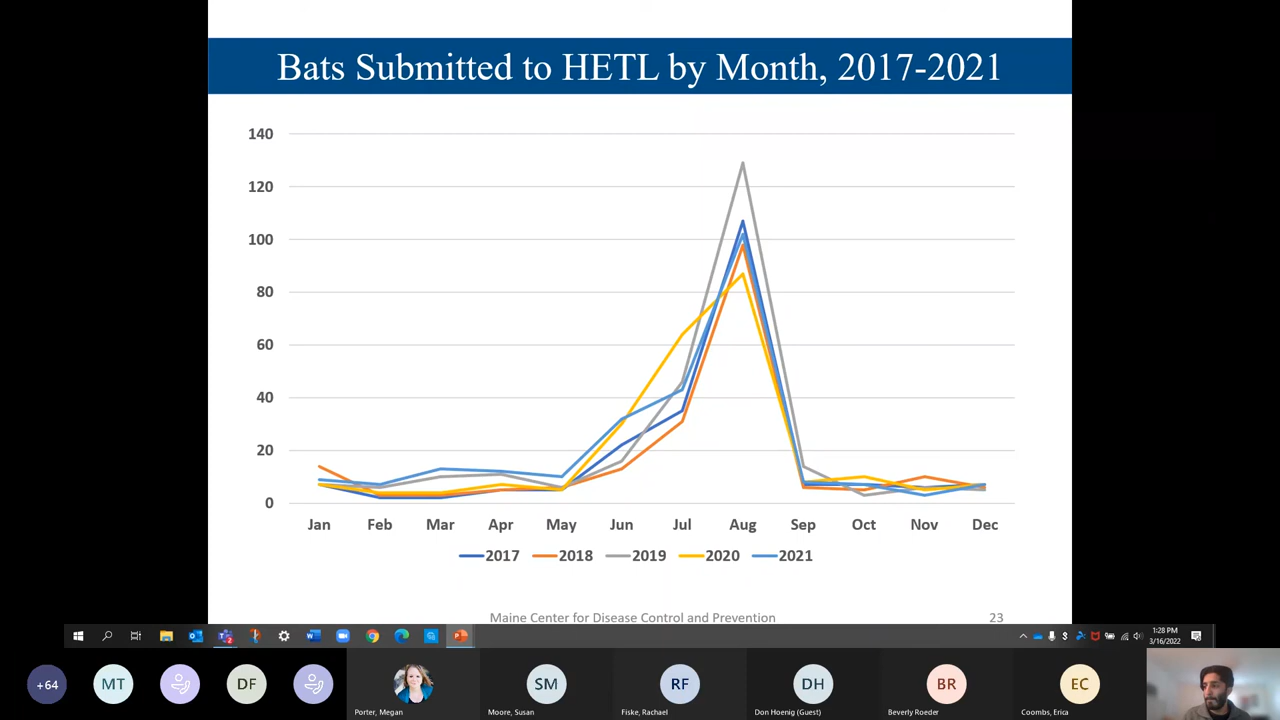 Bats Submitted to HETL by Month, 2017-2021
140
120
100
80
60
40
20
0
Jan Feb Mar Apr May Jun Jul Aug Sep Oct Nov Dec
2017 2018 2019 2020 2021
Maine Center for Disease Control and Prevention 23
1:28 PM
3/16/2022
+64 MT DF SM RF DH BR EC
Porter, Megan Moore, Susan Fiske, Rachael Don Hoenig (Guest) Beverly Roeder Coombs, Erica